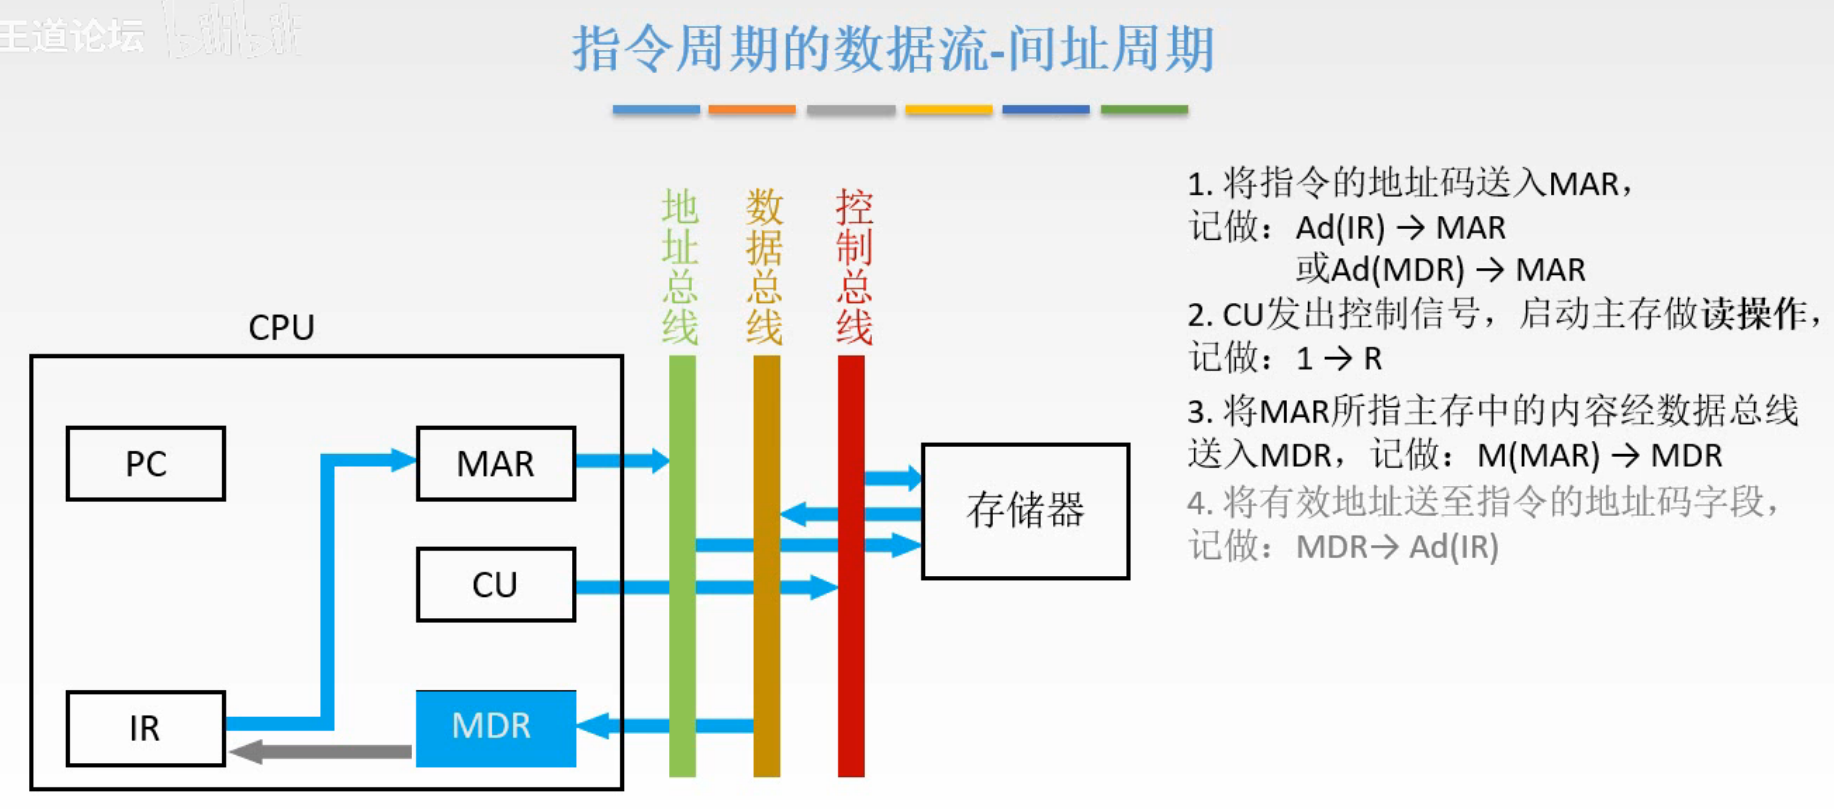 王道论坛 bilibili
指令周期的数据流-间址周期
地址总线
数据总线
控制总线
CPU
PC
MAR
CU
IR
MDR
存储器
1. 将指令的地址码送入MAR，
记做：Ad(IR) → MAR
或Ad(MDR) → MAR
2. CU发出控制信号，启动主存做读操作，
记做：1 → R
3. 将MAR所指主存中的内容经数据总线
送入MDR，记做：M(MAR) → MDR
4. 将有效地址送至指令的地址码字段，
记做：MDR→ Ad(IR)